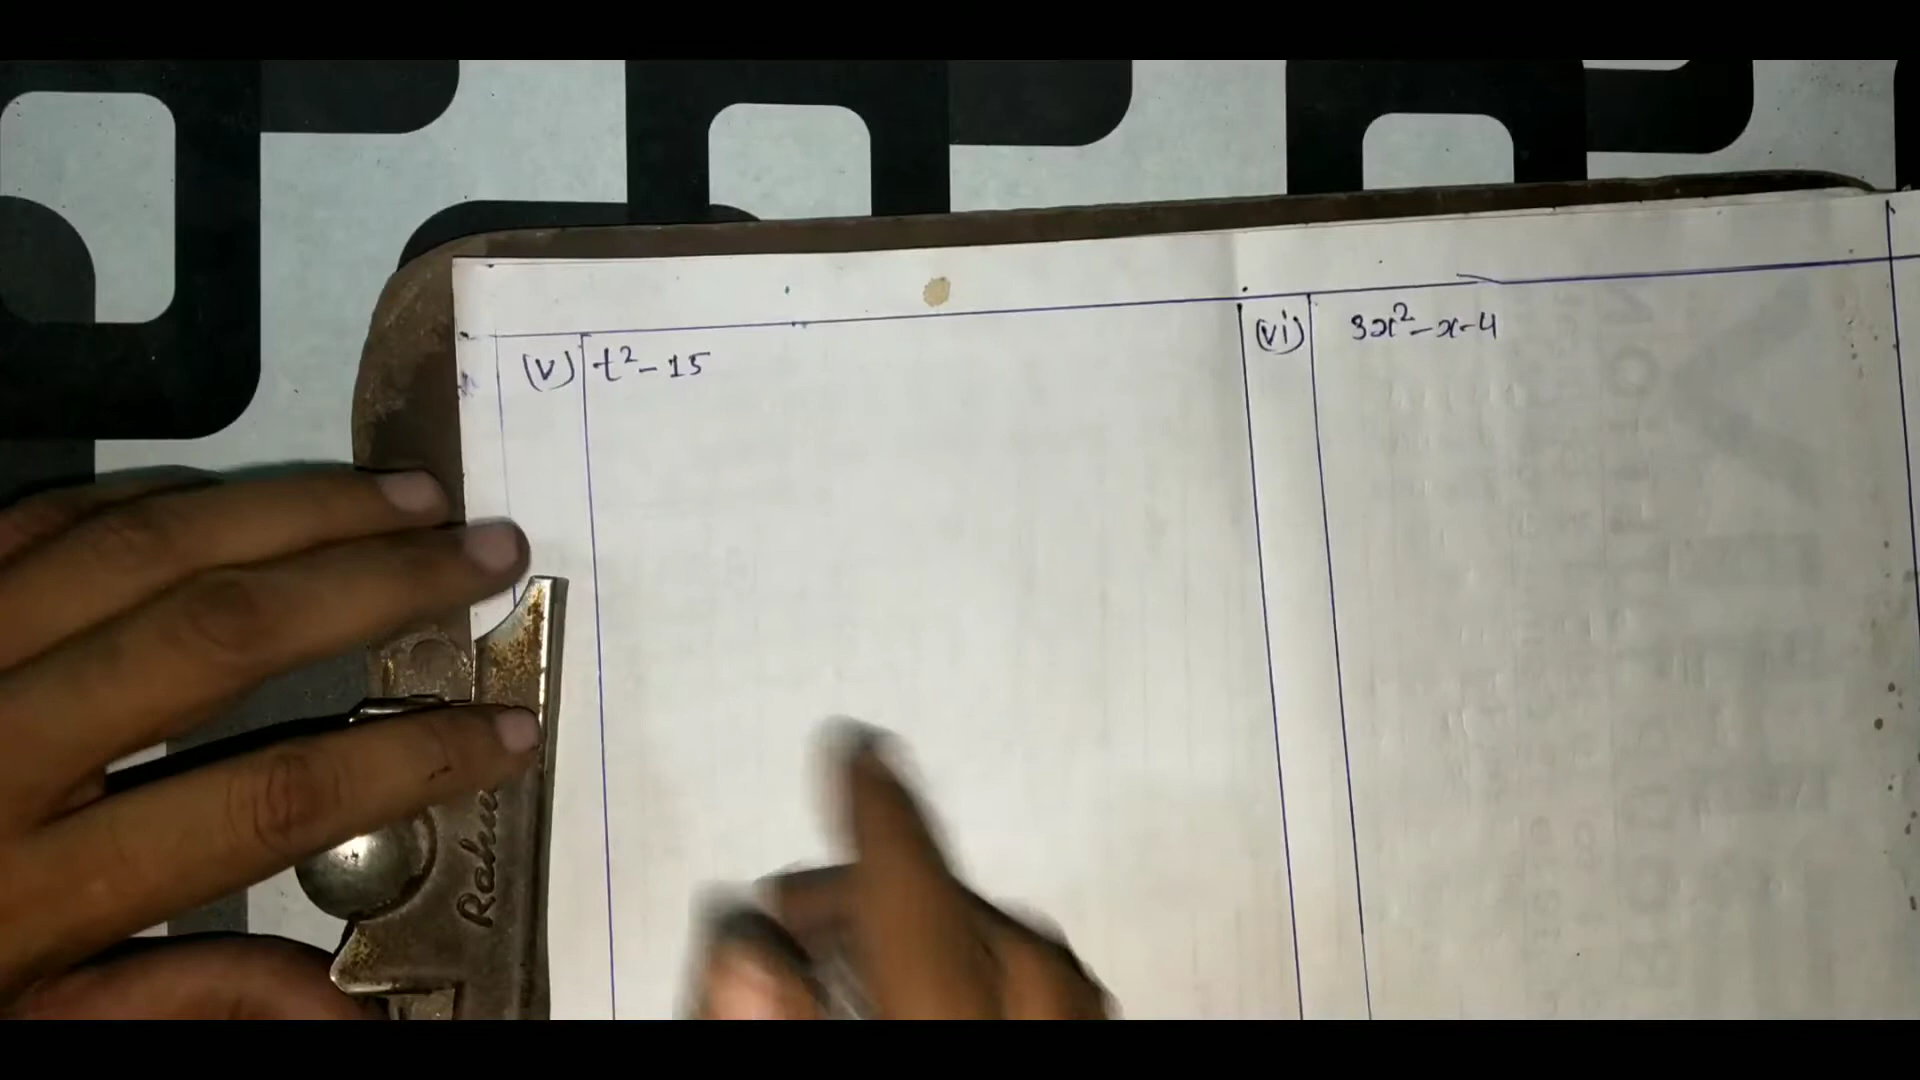 (v) t² - 15
(vi) 3x² - x - 4